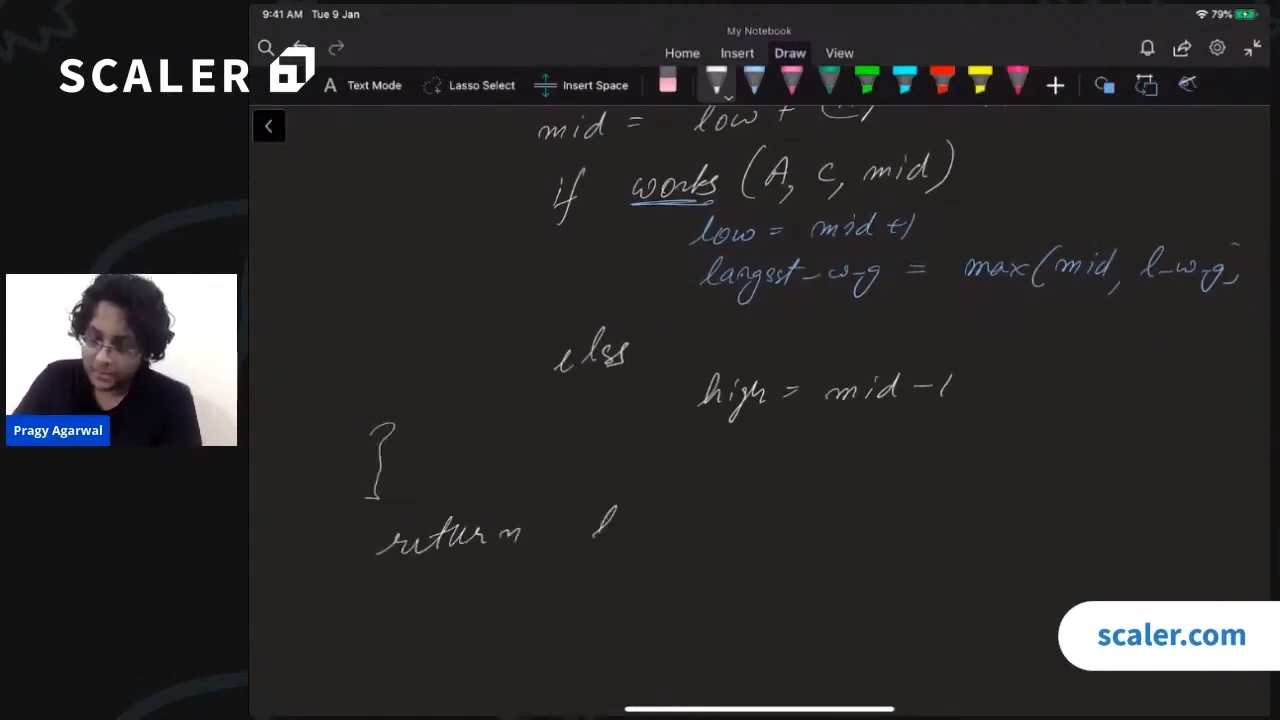 9:41 AM Tue 9 Jan
79%
My Notebook
Home Insert Draw View
SCALER
Text Mode Lasso Select Insert Space
mid = low +
if works (A, C, mid)
low = mid +1
largest-w-g = max(mid, l-w-g)
else
high = mid -1
}
Pragy Agarwal
return l
scaler.com